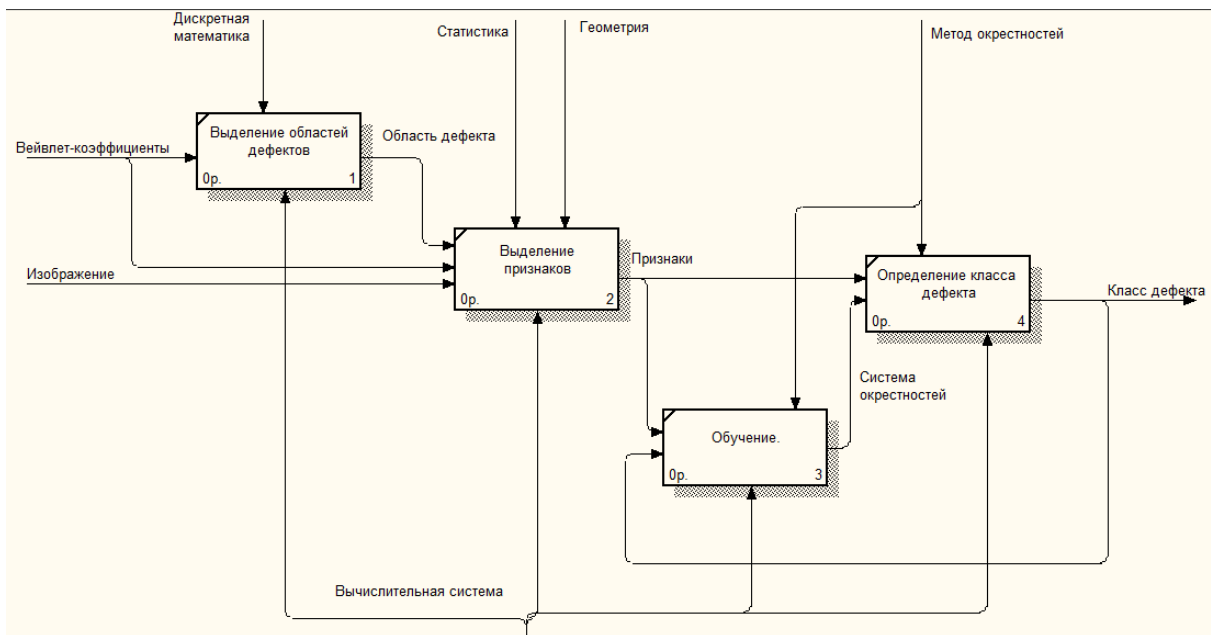 Дискретная
математика
Статистика
Геометрия
Метод окрестностей
Выделение областей
дефектов
0р. 1
Вейвлет-коэффициенты
Область дефекта
Выделение
признаков
0р. 2
Изображение
Признаки
Определение класса
дефекта
0р. 4
Класс дефекта
Система
окрестностей
Обучение.
0р. 3
Вычислительная система